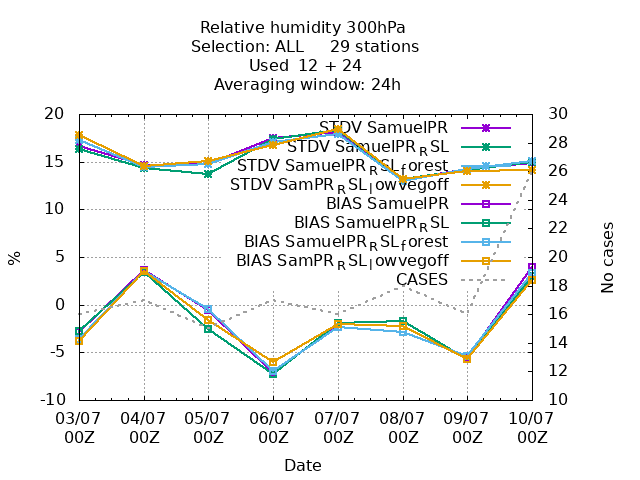 Relative humidity 300hPa
Selection: ALL 29 stations
Used 12 + 24
Averaging window: 24h
20
15
10
5
0
-5
-10
%
30
28
26
24
22
20
18
16
14
12
10
No cases
STDV SamuelPR
STDV SamuelPR_RSL
STDV SamuelPR_RSL_forest
STDV SamPR_RSL_lowvegoff
BIAS SamuelPR
BIAS SamuelPR_RSL
BIAS SamuelPR_RSL_forest
BIAS SamPR_RSL_lowvegoff
CASES
03/07 04/07 05/07 06/07 07/07 08/07 09/07 10/07
00Z 00Z 00Z 00Z 00Z 00Z 00Z 00Z
Date